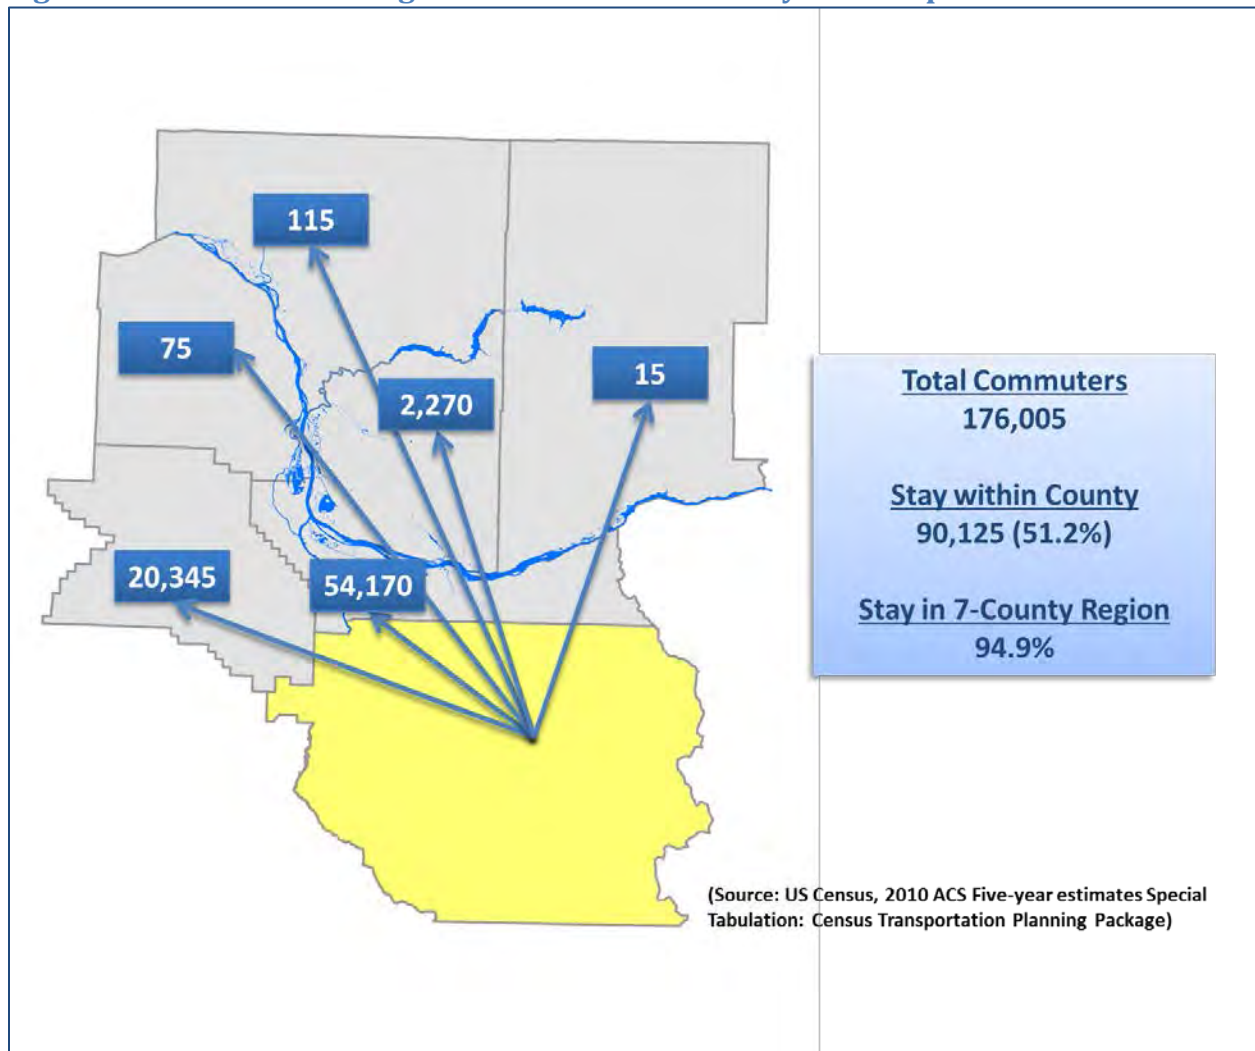 115
75
15
2,270
20,345
54,170
Total Commuters
176,005
Stay within County
90,125 (51.2%)
Stay in 7-County Region
94.9%
(Source: US Census, 2010 ACS Five-year estimates Special
Tabulation: Census Transportation Planning Package)